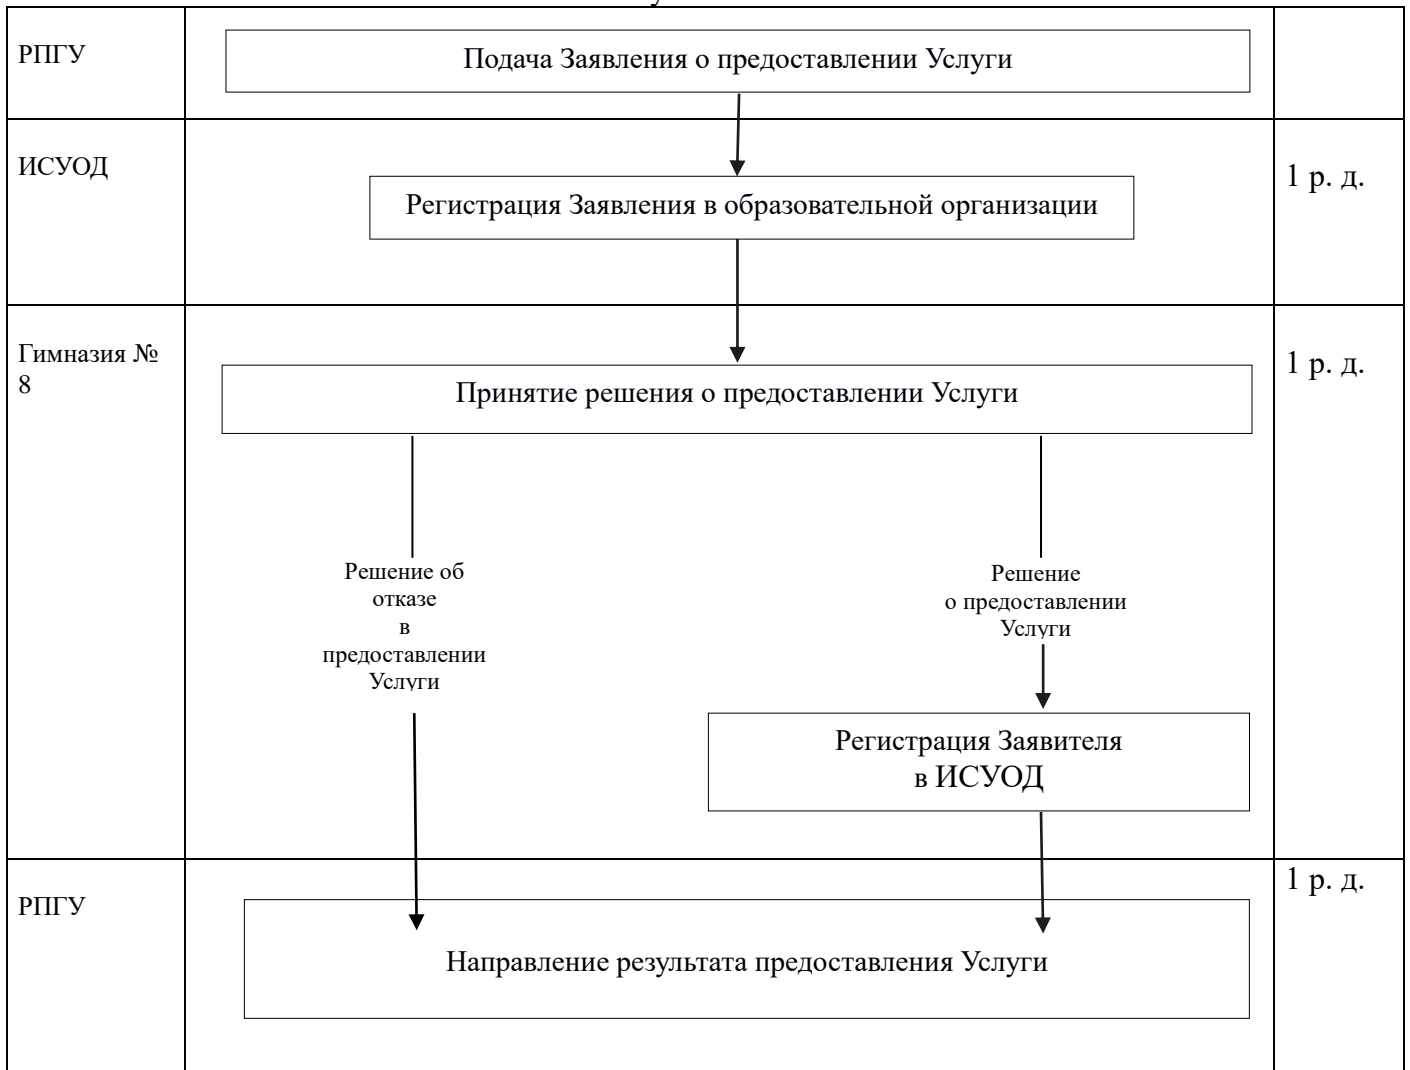 РПГУ
Подача Заявления о предоставлении Услуги
ИСУОД
1 р. д.
Регистрация Заявления в образовательной организации
Гимназия №
8
1 р. д.
Принятие решения о предоставлении Услуги
Решение об
отказе
в
предоставлении
Услуги
Решение
о предоставлении
Услуги
Регистрация Заявителя
в ИСУОД
РПГУ
1 р. д.
Направление результата предоставления Услуги